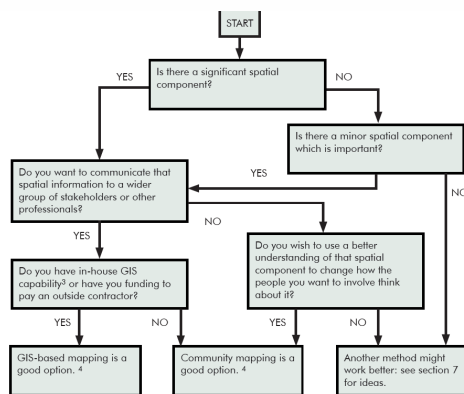 START
YES
Is there a significant spatial
component?
NO
Is there a minor spatial component
which is important?
YES
NO
Do you want to communicate that
spatial information to a wider
group of stakeholders or other
professionals?
NO
YES
Do you have in-house GIS
capability³ or have you funding to
pay an outside contractor?
Do you wish to use a better
understanding of that spatial
component to change how the
people you want to involve think
about it?
YES
NO
YES
NO
GIS-based mapping is a
good option. ⁴
Community mapping is a
good option. ⁴
Another method might
work better: see section 7
for ideas.